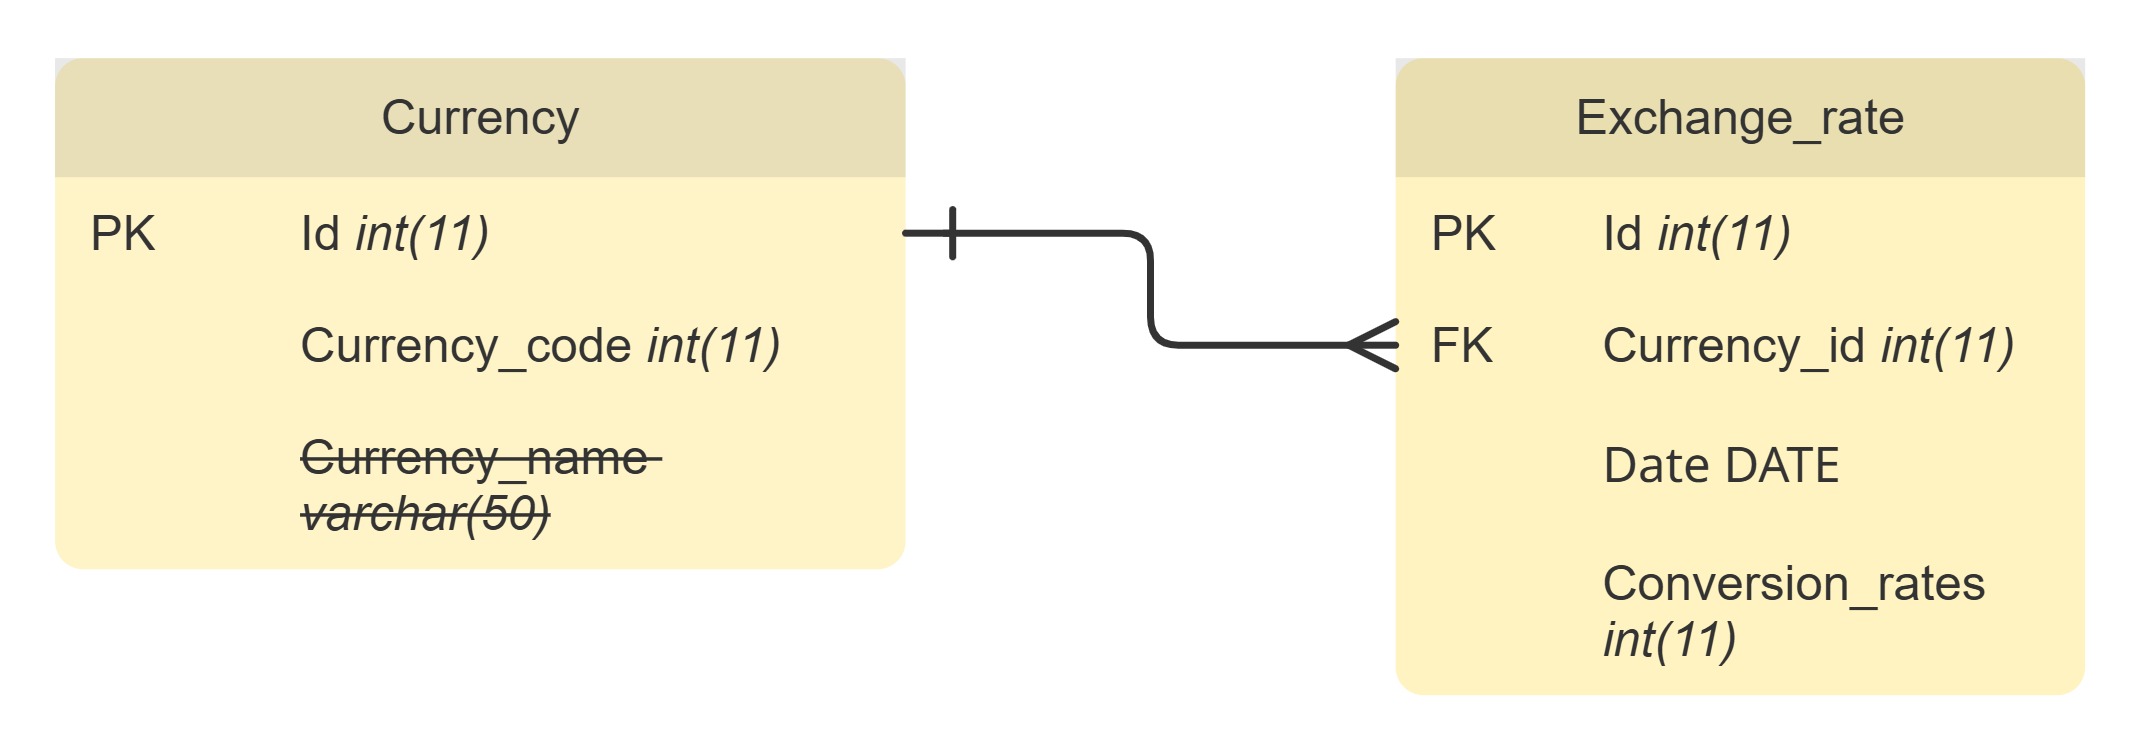 Currency
PK Id int(11)
Currency_code int(11)
Currency_name
varchar(50)
Exchange_rate
PK Id int(11)
FK Currency_id int(11)
Date DATE
Conversion_rates
int(11)